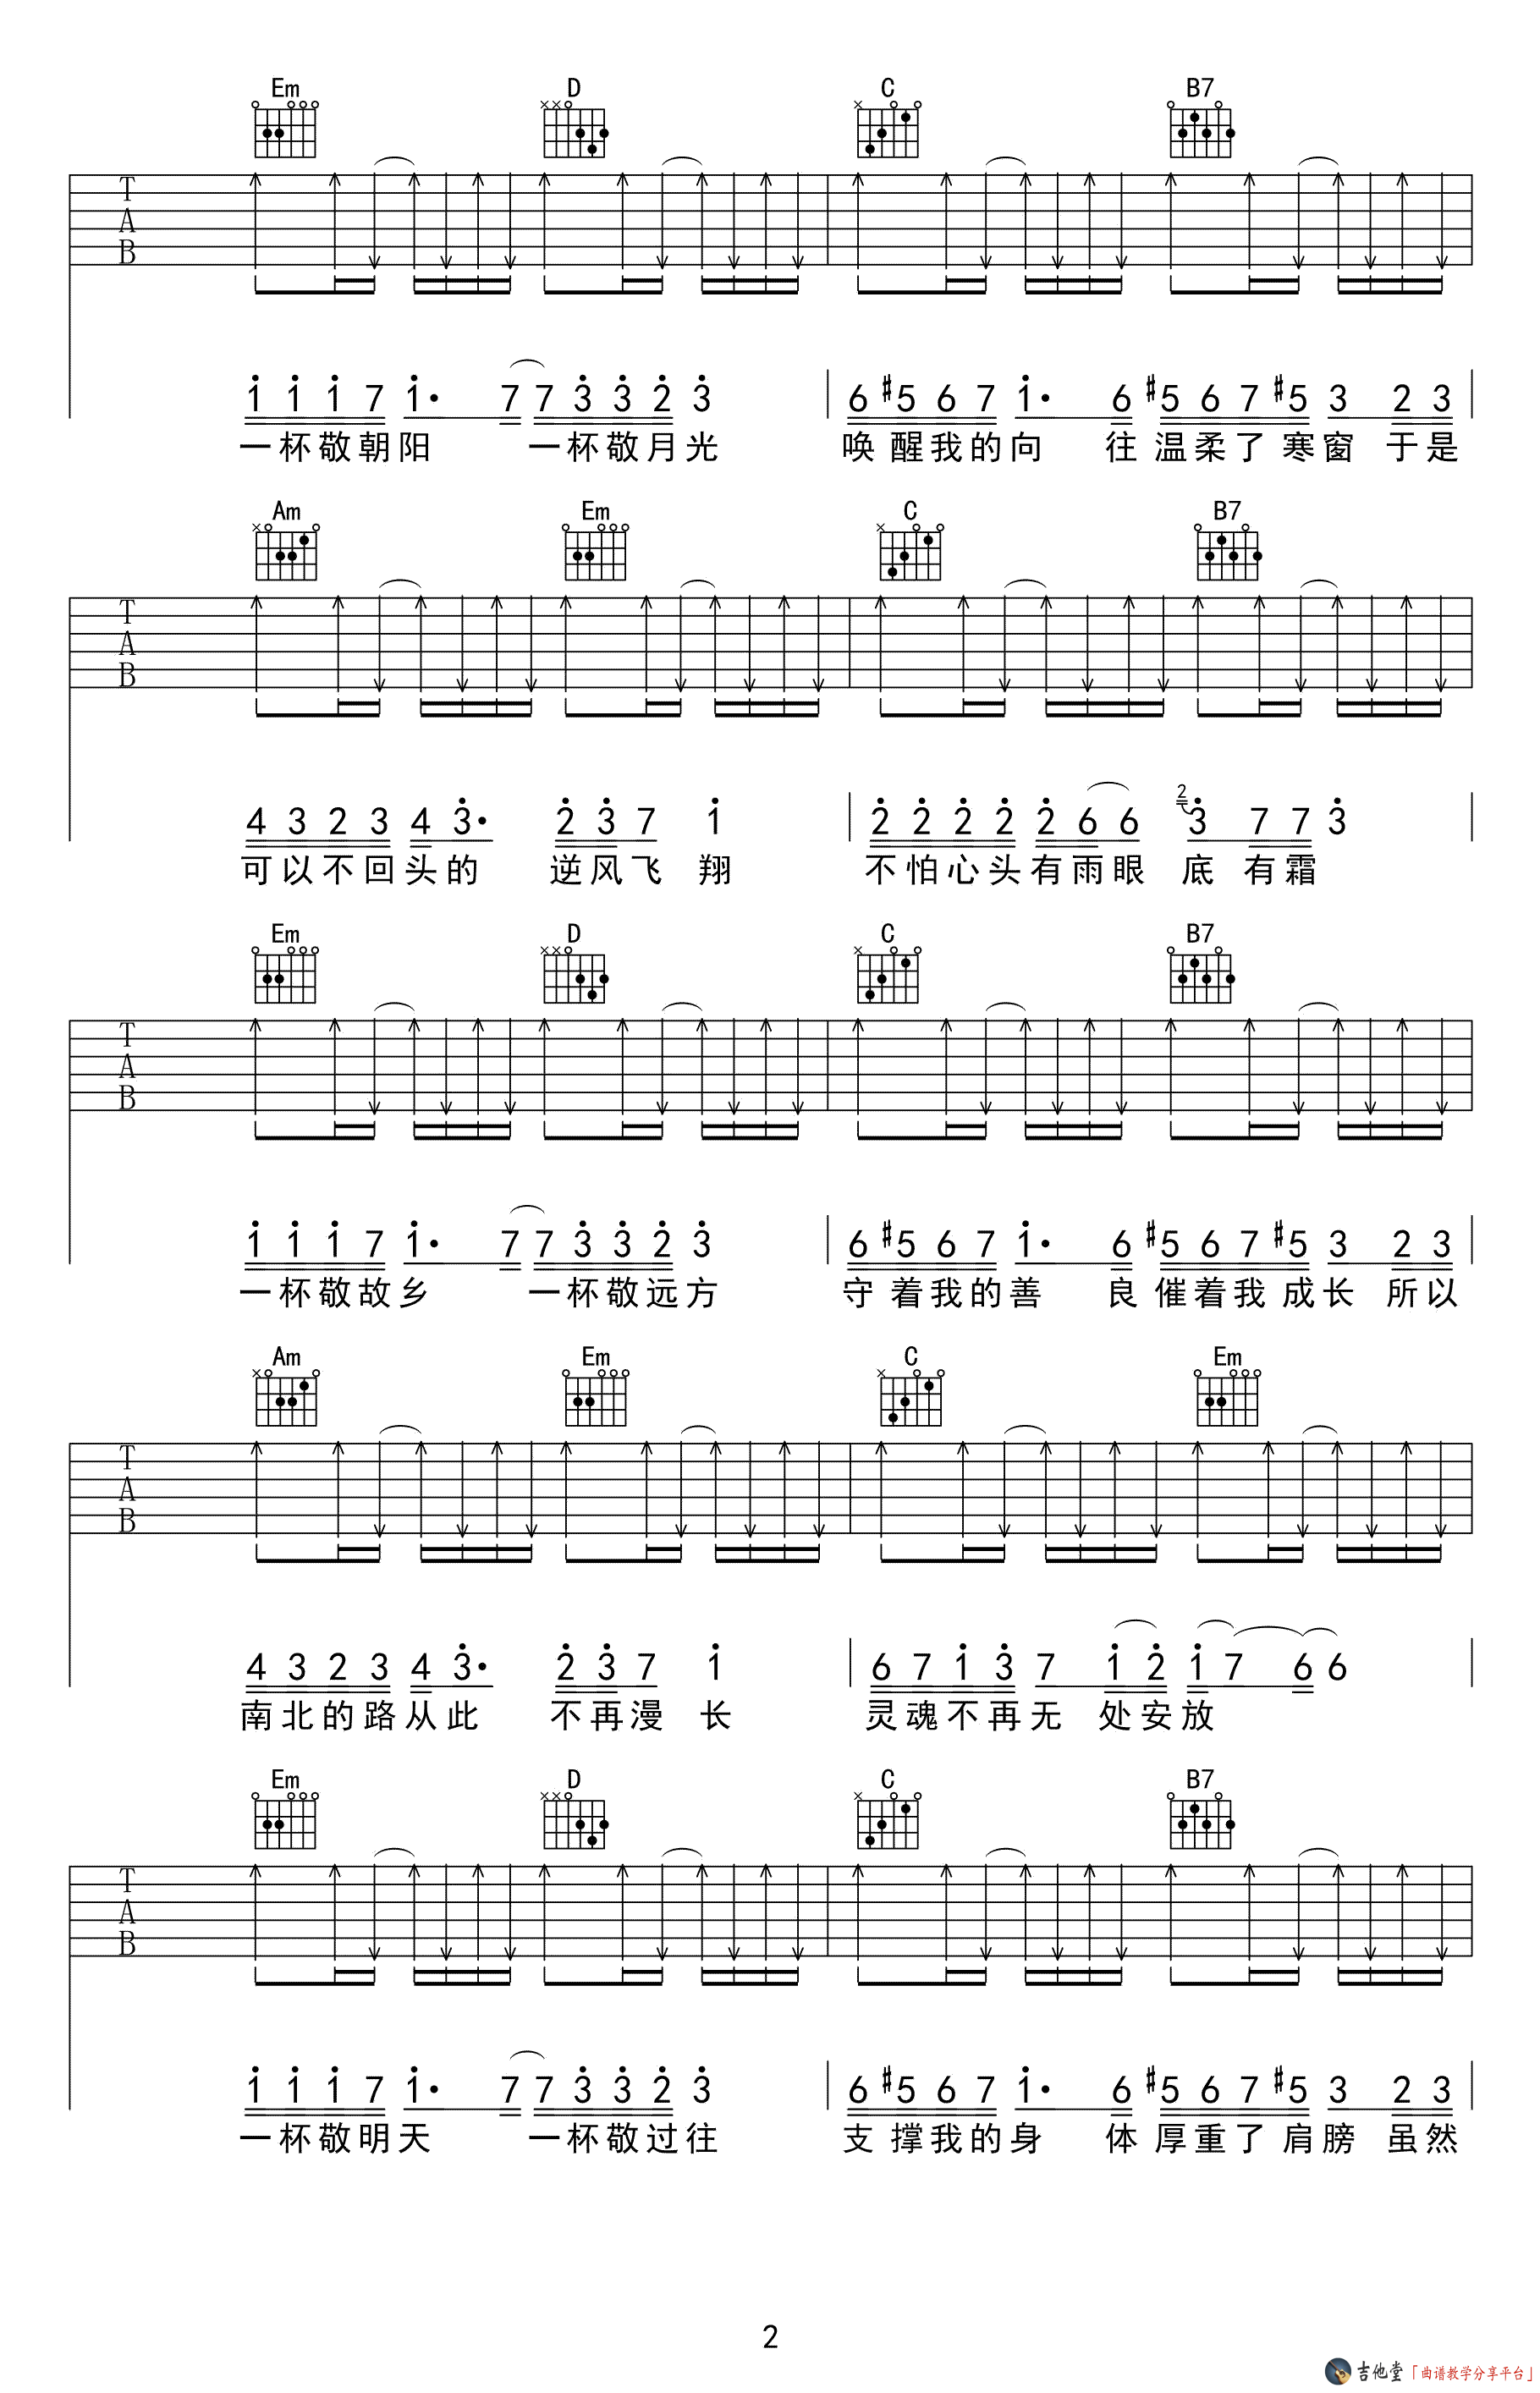 Em D C B7
T
A
B
1 1 1 7 1· 7 7 3 3 2 3 6 #5 6 7 1· 6 #5 6 7 #5 3 2 3
一杯敬朝阳 一杯敬月光 唤醒我的向 往 温柔了寒窗 于是
Am Em C B7
T
A
B
4 3 2 3 4 3· 2 3 7 1 2 2 2 2 2 6 6 2 3 7 7 3
可以不回头的 逆风飞翔 不怕心头有雨眼 底有霜
Em D C B7
T
A
B
1 1 1 7 1· 7 7 3 3 2 3 6 #5 6 7 1· 6 #5 6 7 #5 3 2 3
一杯敬故乡 一杯敬远方 守着我的善 良 催着我成长 所以
Am Em C Em
T
A
B
4 3 2 3 4 3· 2 3 7 1 6 7 1 3 7 1 2 1 7 6 6
南北的路从此 不再漫长 灵魂不再无 处安放
Em D C B7
T
A
B
1 1 1 7 1· 7 7 3 3 2 3 6 #5 6 7 1· 6 #5 6 7 #5 3 2 3
一杯敬明天 一杯敬过往 支撑我的身 体 厚重了肩膀 虽然
2
吉他堂「曲谱教学分享平台」